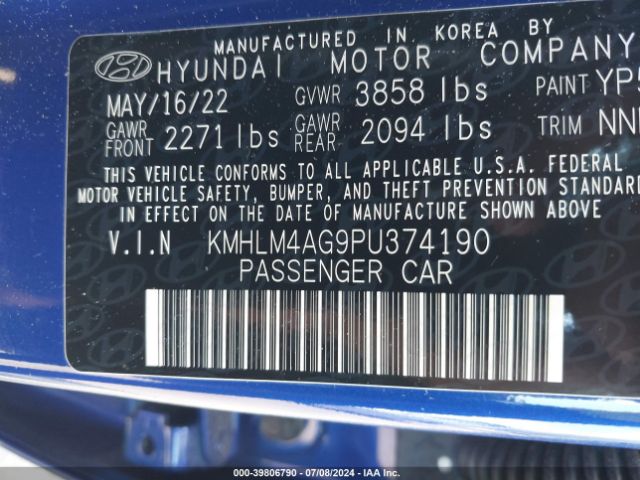 MANUFACTURED IN KOREA BY
HYUNDAI MOTOR COMPANY
MAY/16/22 GVWR 3858 lbs PAINT
GAWR FRONT 2271 lbs GAWR REAR 2094 lbs TRIM
THIS VEHICLE CONFORMS TO ALL APPLICABLE U.S.A. FEDERAL
MOTOR VEHICLE SAFETY, BUMPER, AND THEFT PREVENTION STANDARD
IN EFFECT ON THE DATE OF MANUFACTURE SHOWN ABOVE.
V.I.N KMHLM4AG9PU374190
PASSENGER CAR
000-39806790 - 07/08/2024 - IAA Inc.